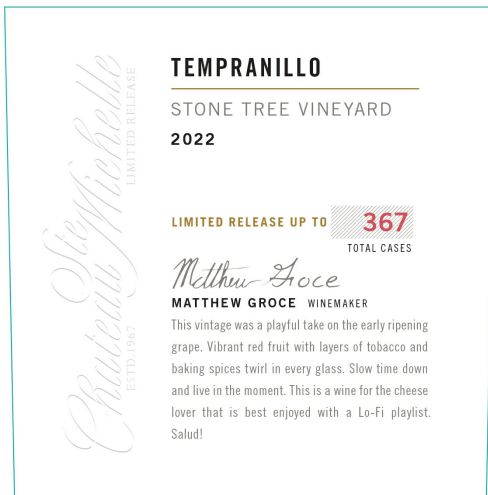 TEMPRANILLO
STONE TREE VINEYARD
2022
Chateau Ste Michelle
LIMITED RELEASE
ESTD.1967
LIMITED RELEASE UP TO 367
TOTAL CASES
Matthew Groce
MATTHEW GROCE WINEMAKER
This vintage was a playful take on the early ripening
grape. Vibrant red fruit with layers of tobacco and
baking spices twirl in every glass. Slow time down
and live in the moment. This is a wine for the cheese
lover that is best enjoyed with a Lo-Fi playlist.
Salud!